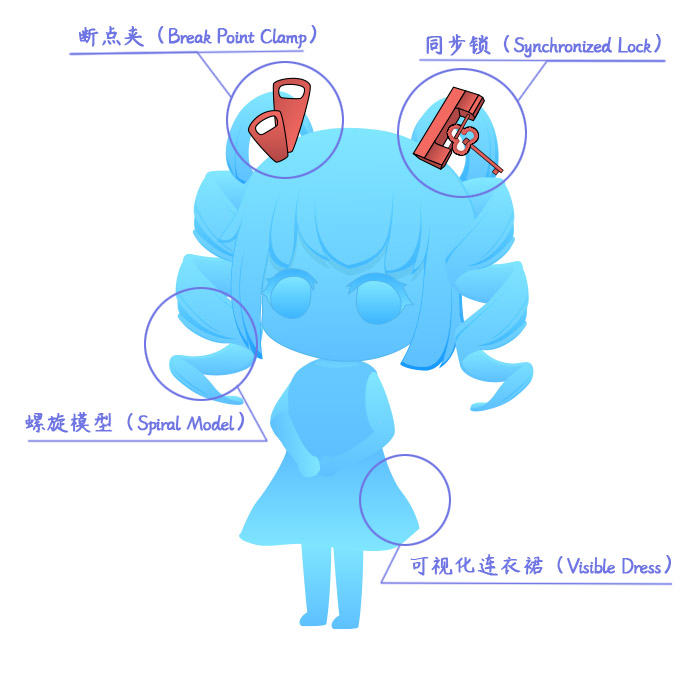 断点夹（Break Point Clamp）
同步锁（Synchronized Lock）
螺旋模型（Spiral Model）
可视化连衣裙（Visible Dress）